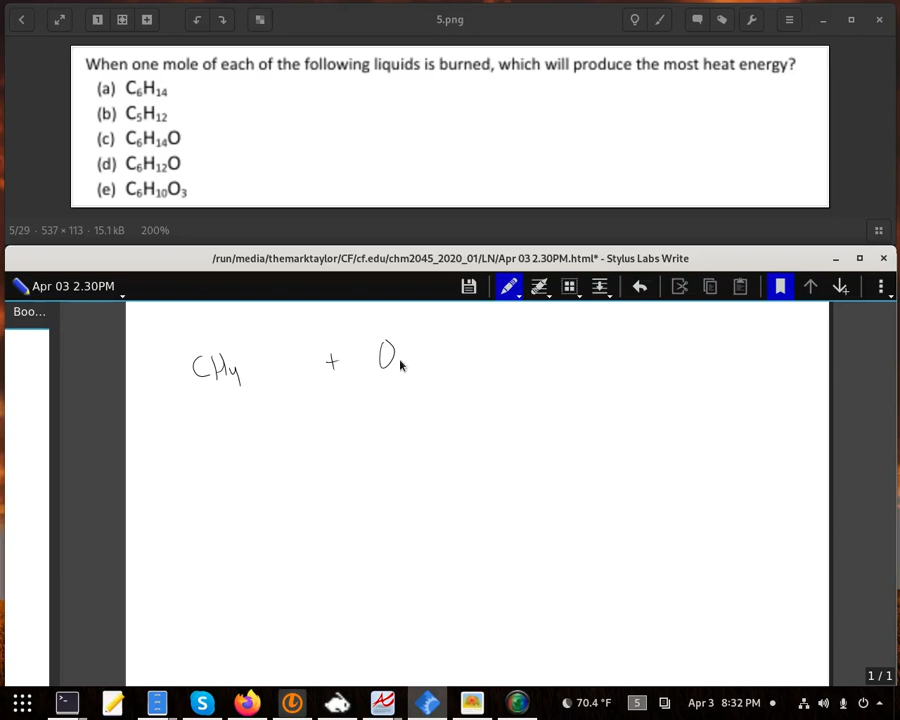 5.png
When one mole of each of the following liquids is burned, which will produce the most heat energy?
(a) C₆H₁₄
(b) C₅H₁₂
(c) C₆H₁₄O
(d) C₆H₁₂O
(e) C₆H₁₀O₃
5/29 · 537 × 113 · 15.1 kB 200%
/run/media/themarktaylor/CF/cf.edu/chm2045_2020_01/LN/Apr 03 2.30PM.html* - Stylus Labs Write
Apr 03 2.30PM
Boo...
CH₄ + O
1 / 1
70.4 °F 5 Apr 3 8:32 PM